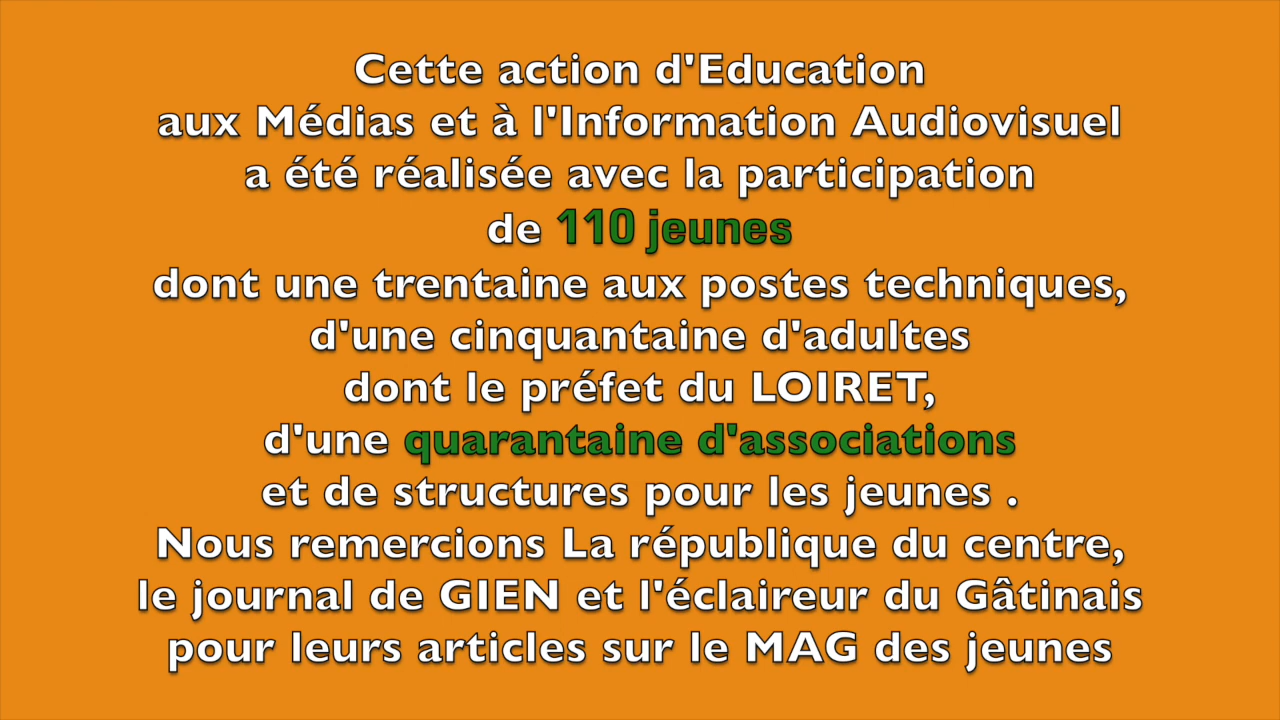 Cette action d'Education
aux Médias et à l'Information Audiovisuel
a été réalisée avec la participation
de 110 jeunes
dont une trentaine aux postes techniques,
d'une cinquantaine d'adultes
dont le préfet du LOIRET,
d'une quarantaine d'associations
et de structures pour les jeunes .
Nous remercions La république du centre,
le journal de GIEN et l'éclaireur du Gâtinais
pour leurs articles sur le MAG des jeunes